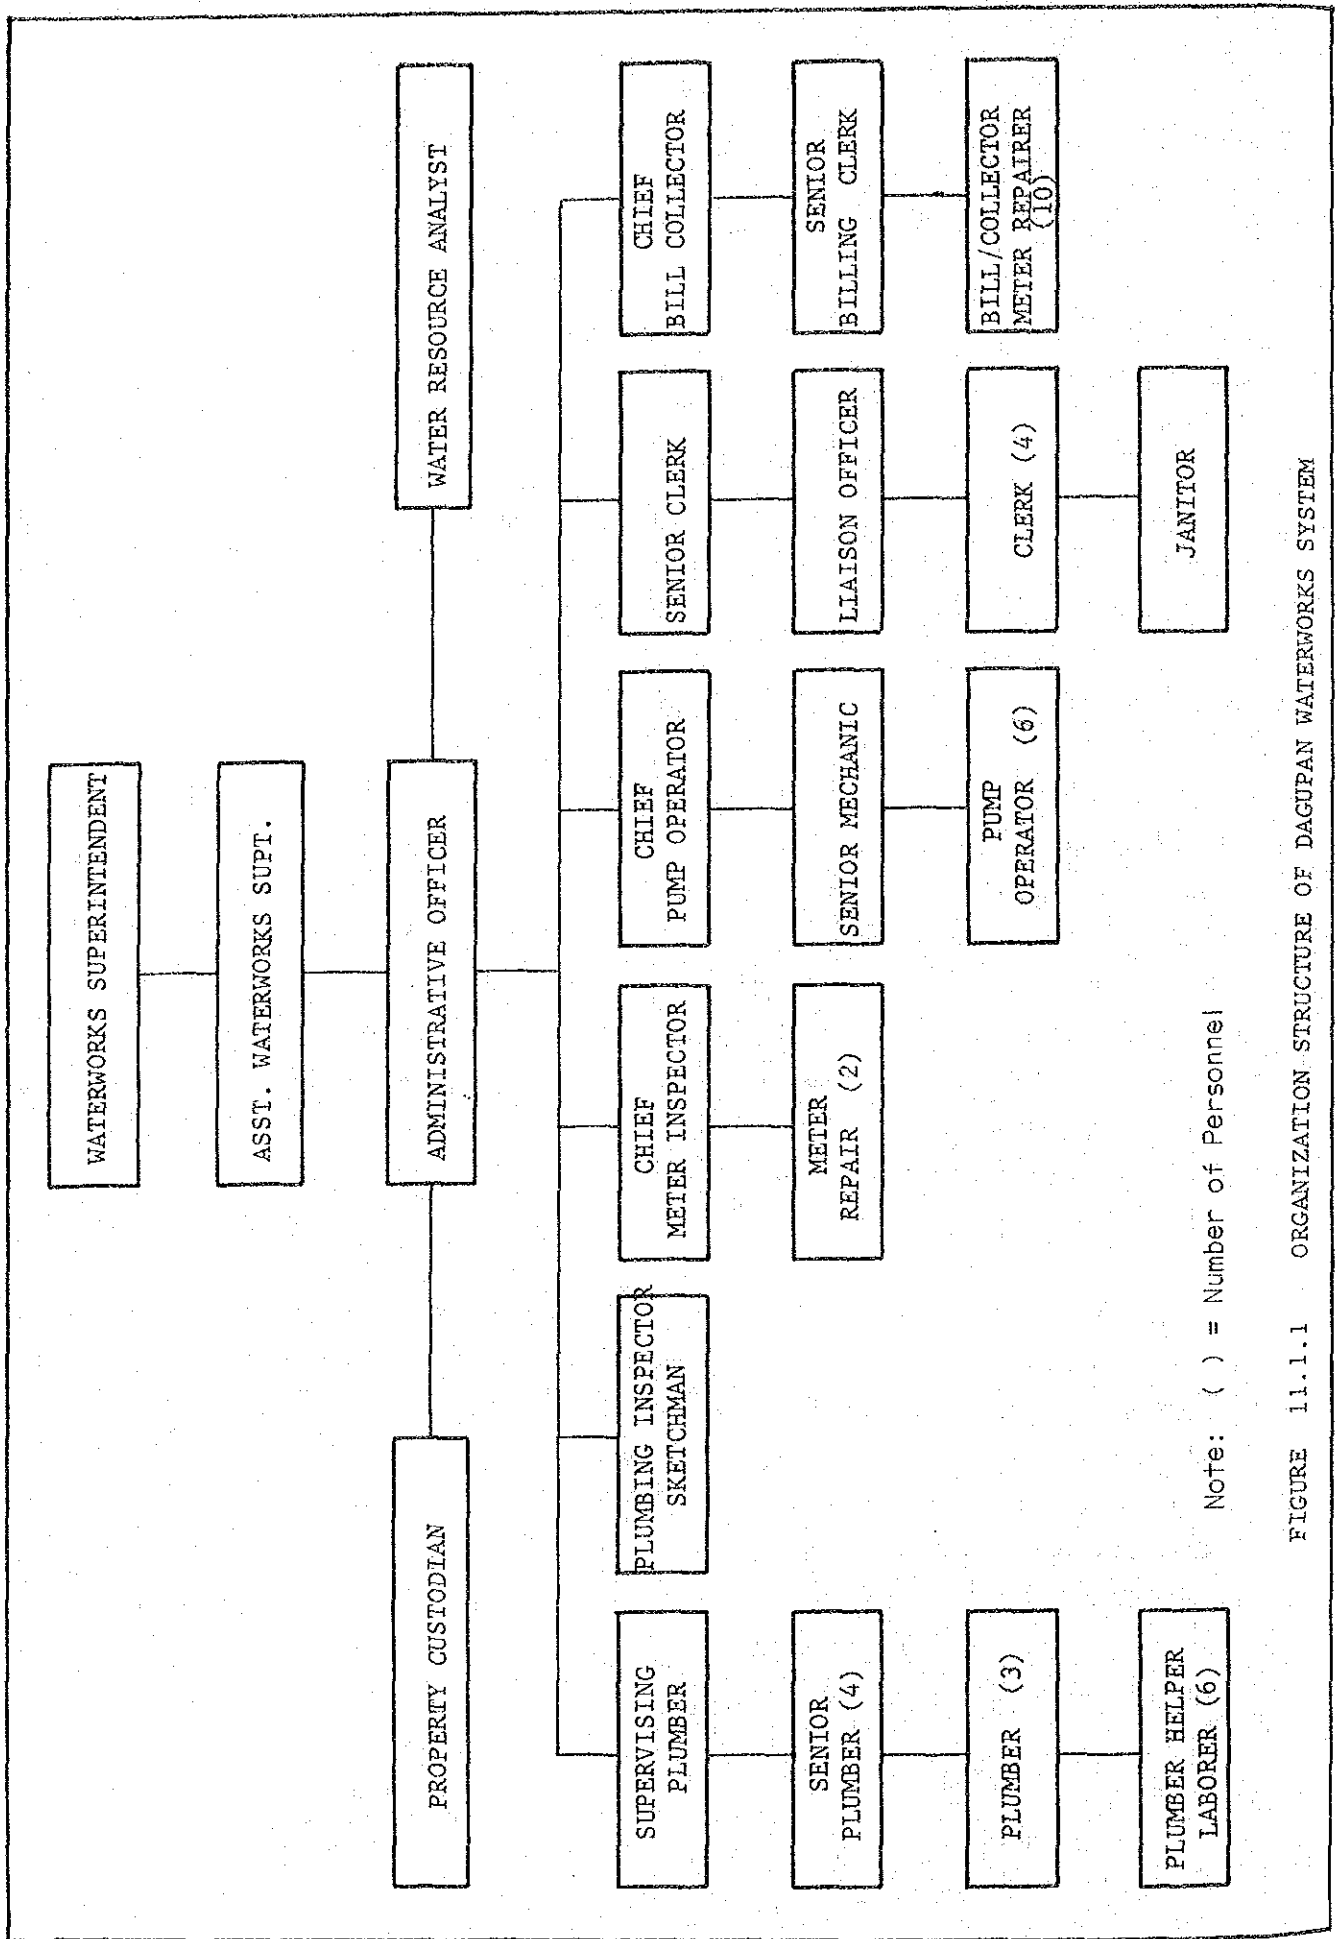 WATERWORKS SUPERINTENDENT
ASST. WATERWORKS SUPT.
PROPERTY CUSTODIAN
ADMINISTRATIVE OFFICER
WATER RESOURCE ANALYST
SUPERVISING
PLUMBER
PLUMBING INSPECTOR
SKETCHMAN
CHIEF
METER INSPECTOR
CHIEF
PUMP OPERATOR
SENIOR CLERK
CHIEF
BILL COLLECTOR
SENIOR
PLUMBER (4)
METER
REPAIR (2)
SENIOR MECHANIC
LIAISON OFFICER
SENIOR
BILLING CLERK
PLUMBER (3)
PUMP
OPERATOR (6)
CLERK (4)
BILL/COLLECTOR
METER REPAIRER
(10)
PLUMBER HELPER
LABORER (6)
JANITOR
Note: ( ) = Number of Personnel
FIGURE 11.1.1 ORGANIZATION STRUCTURE OF DAGUPAN WATERWORKS SYSTEM